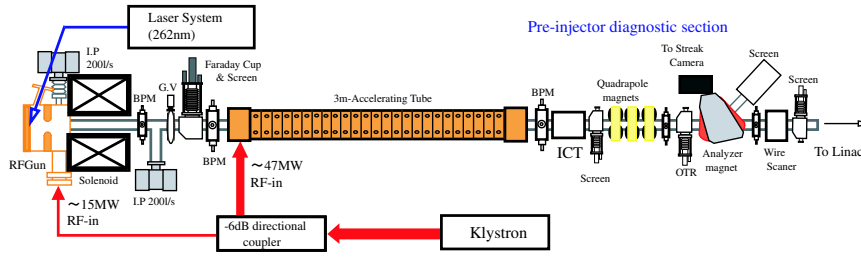 Laser System
(262nm)
Pre-injector diagnostic section
I.P
200l/s
Faraday Cup
& Screen
To Streak
Camera
Screen
G.V
BPM
3m-Accelerating Tube
BPM
Quadrapole
magnets
Screen
RFGun
Solenoid
BPM
I.P 200l/s
ICT
Screen
OTR
Analyzer
magnet
Wire
Scaner
To Linac
~47MW
RF-in
~15MW
RF-in
-6dB directional
coupler
Klystron